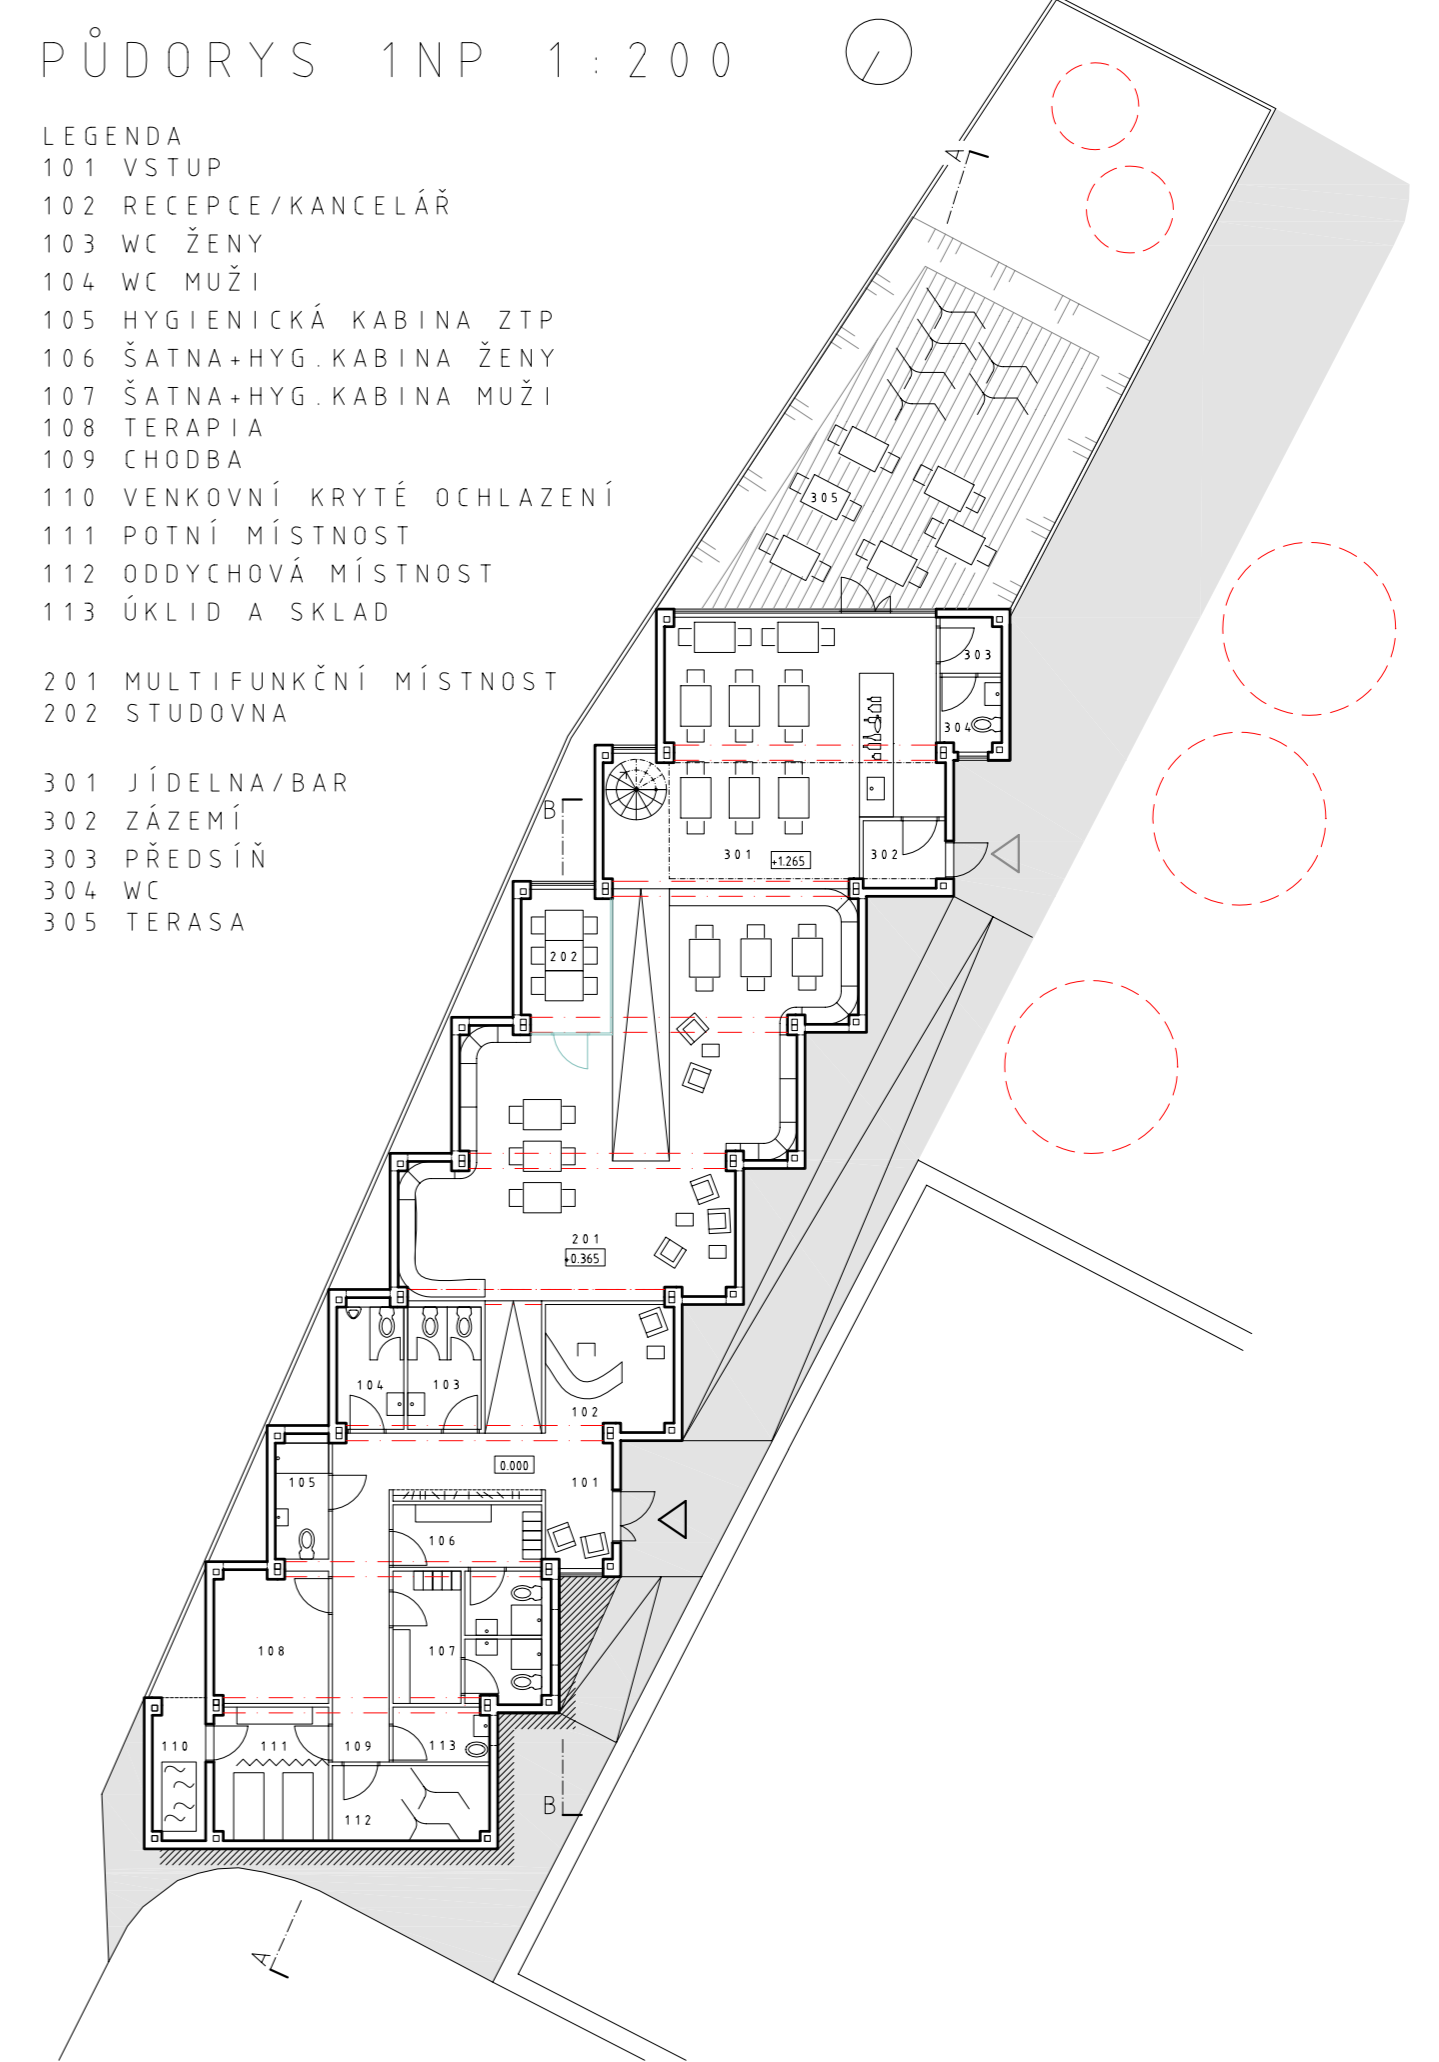 PŮDORYS 1NP 1:200
LEGENDA
101 VSTUP
102 RECEPCE/KANCELÁŘ
103 WC ŽENY
104 WC MUŽI
105 HYGIENICKÁ KABINA ZTP
106 ŠATNA+HYG.KABINA ŽENY
107 ŠATNA+HYG.KABINA MUŽI
108 TERAPIA
109 CHODBA
110 VENKOVNÍ KRYTÉ OCHLAZENÍ
111 POTNÍ MÍSTNOST
112 ODDYCHOVÁ MÍSTNOST
113 ÚKLID A SKLAD
201 MULTIFUNKČNÍ MÍSTNOST
202 STUDOVNA
301 JÍDELNA/BAR
302 ZÁZEMÍ
303 PŘEDSÍŇ
304 WC
305 TERASA
A
305
303
304
B
301
+1.265
302
202
201
+0.365
104
103
102
0.000
105
101
106
108
107
110
111
109
113
112
B
A